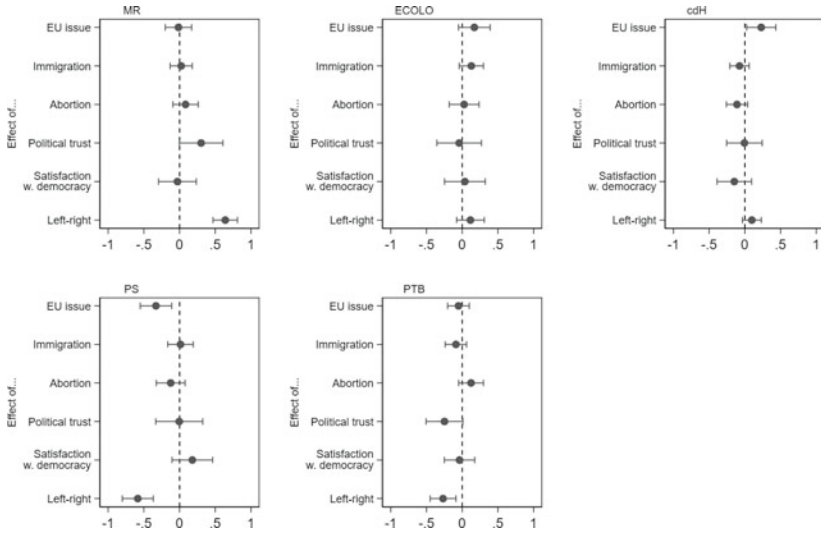 MR
EU issue
Immigration
Abortion
Political trust
Satisfaction
w. democracy
Left-right
Effect of...
-1 -.5 0 .5 1
ECOLO
EU issue
Immigration
Abortion
Political trust
Satisfaction
w. democracy
Left-right
Effect of...
-1 -.5 0 .5 1
cdH
EU issue
Immigration
Abortion
Political trust
Satisfaction
w. democracy
Left-right
Effect of...
-1 -.5 0 .5 1
PS
EU issue
Immigration
Abortion
Political trust
Satisfaction
w. democracy
Left-right
Effect of...
-1 -.5 0 .5 1
PTB
EU issue
Immigration
Abortion
Political trust
Satisfaction
w. democracy
Left-right
Effect of...
-1 -.5 0 .5 1